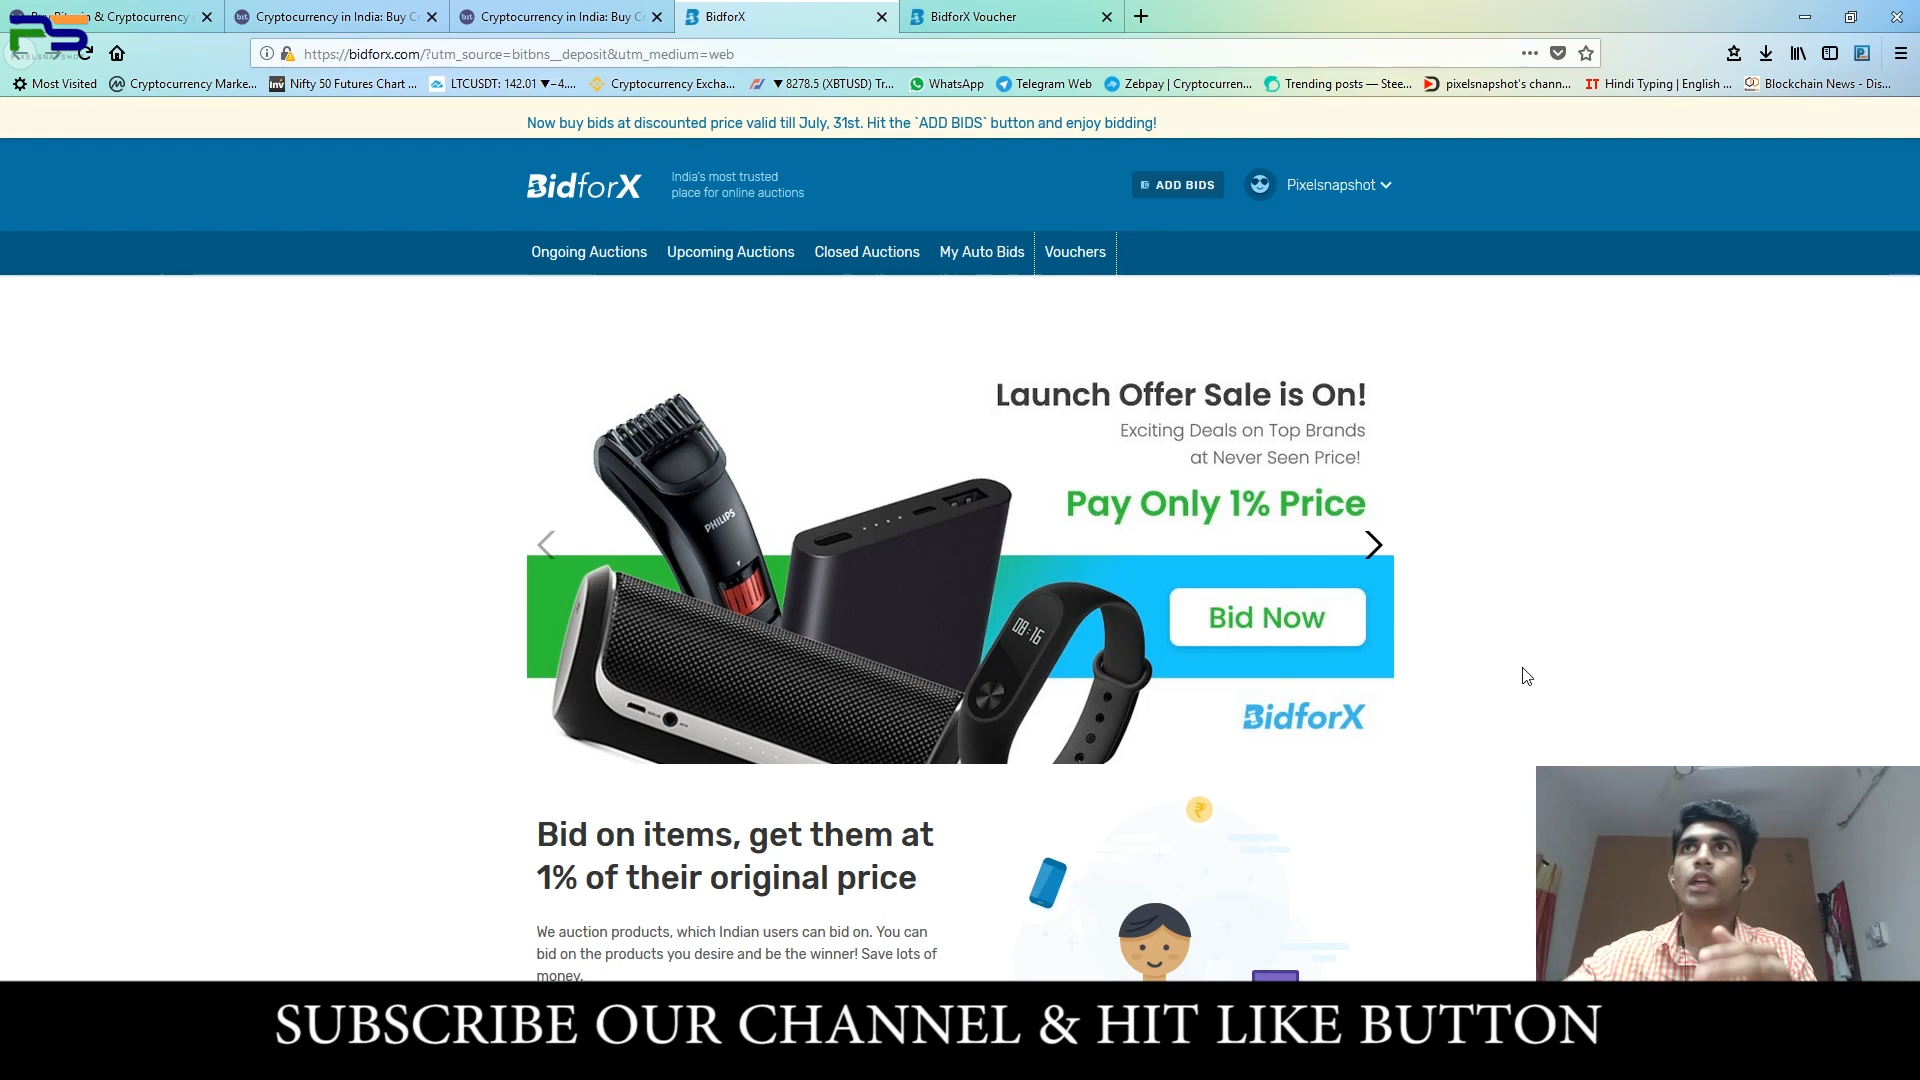 Bitcoin & Cryptocurrency
Cryptocurrency in India: Buy C
Cryptocurrency in India: Buy C
BidforX
BidforX Voucher
https://bidforx.com/?utm_source=bitbns__deposit&utm_medium=web
Most Visited
Cryptocurrency Marke...
Nifty 50 Futures Chart ...
LTCUSDT: 142.01 ▼−4....
Cryptocurrency Excha...
▼ 8278.5 (XBTUSD) Tr...
WhatsApp
Telegram Web
Zebpay | Cryptocurren...
Trending posts — Stee...
pixelsnapshot's chann...
IT Hindi Typing | English ...
Blockchain News - Dis...
Now buy bids at discounted price valid till July, 31st. Hit the `ADD BIDS` button and enjoy bidding!
BidforX
India's most trusted
place for online auctions
ADD BIDS
Pixelsnapshot
Ongoing Auctions
Upcoming Auctions
Closed Auctions
My Auto Bids
Vouchers
Launch Offer Sale is On!
Exciting Deals on Top Brands
at Never Seen Price!
Pay Only 1% Price
PHILIPS
08:16
Bid Now
BidforX
Bid on items, get them at
1% of their original price
We auction products, which Indian users can bid on. You can
bid on the products you desire and be the winner! Save lots of
money.
SUBSCRIBE OUR CHANNEL & HIT LIKE BUTTON